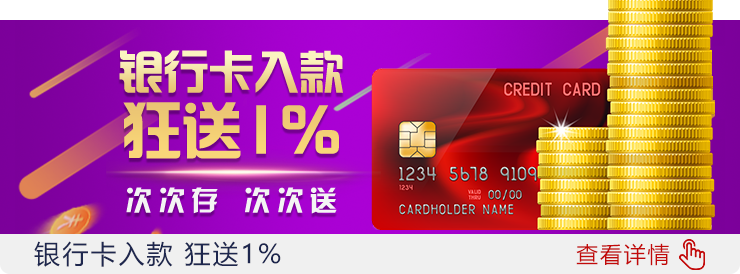 银行卡入款
狂送1%
次次存 次次送
CREDIT CARD
1234 5678 9109
1234
VALID THRU 00/00
CARDHOLDER NAME
银行卡入款 狂送1%
查看详情